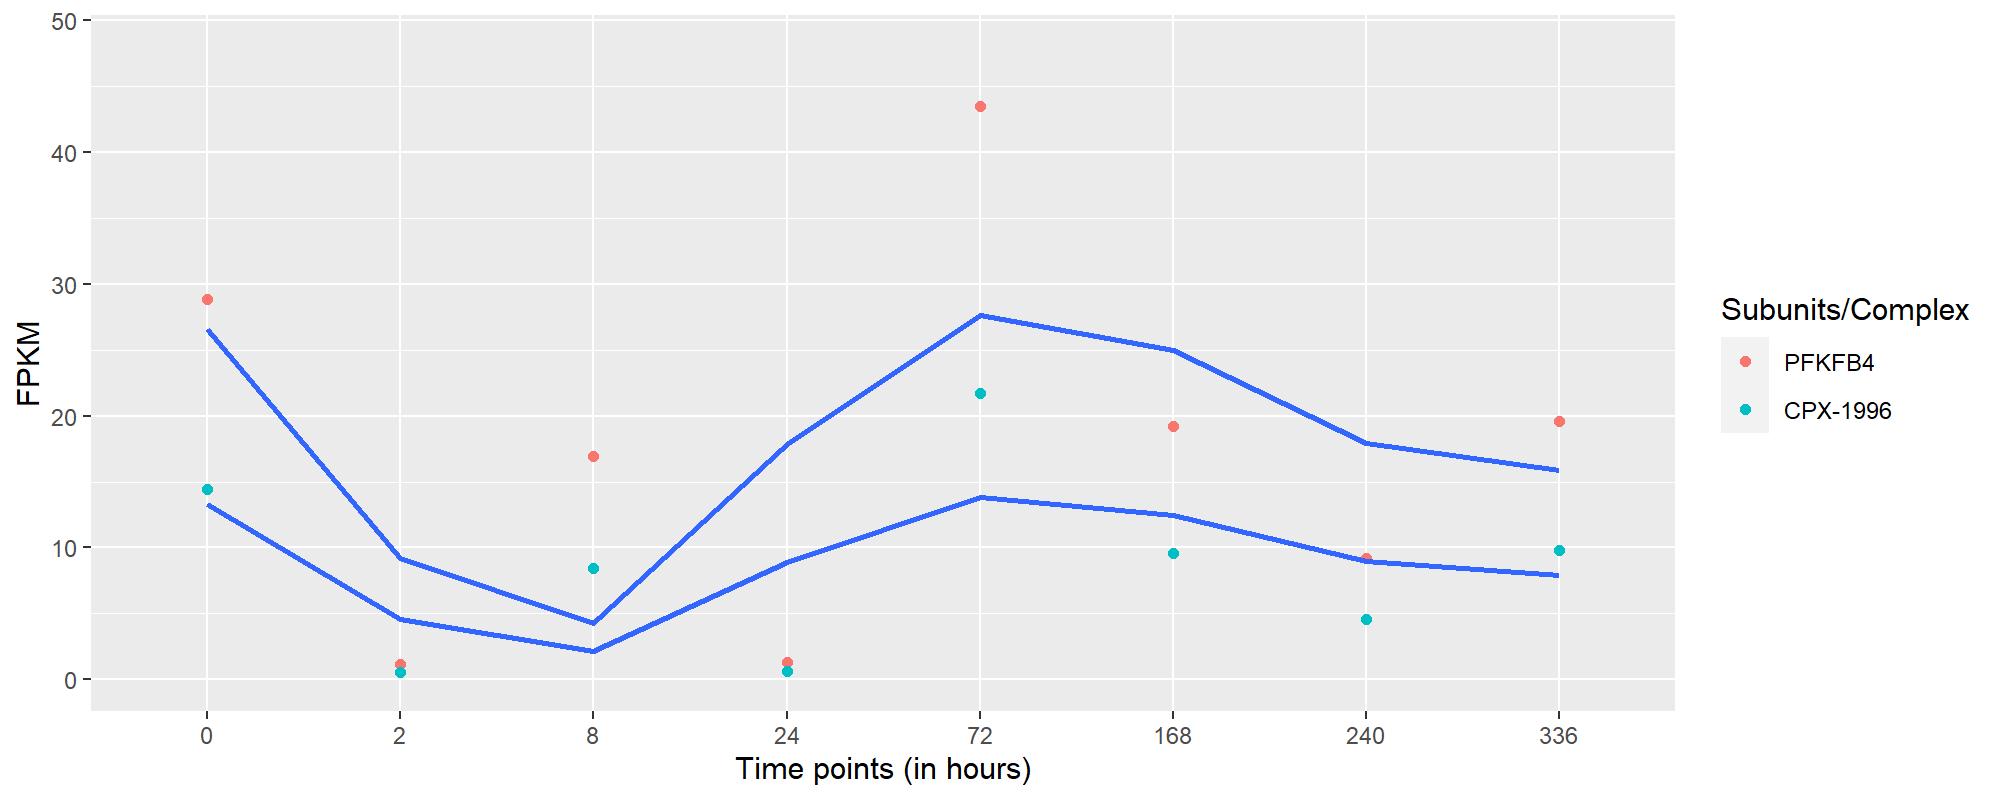 50
40
30
20
10
0
FPKM
0 2 8 24 72 168 240 336
Time points (in hours)
Subunits/Complex
PFKFB4
CPX-1996